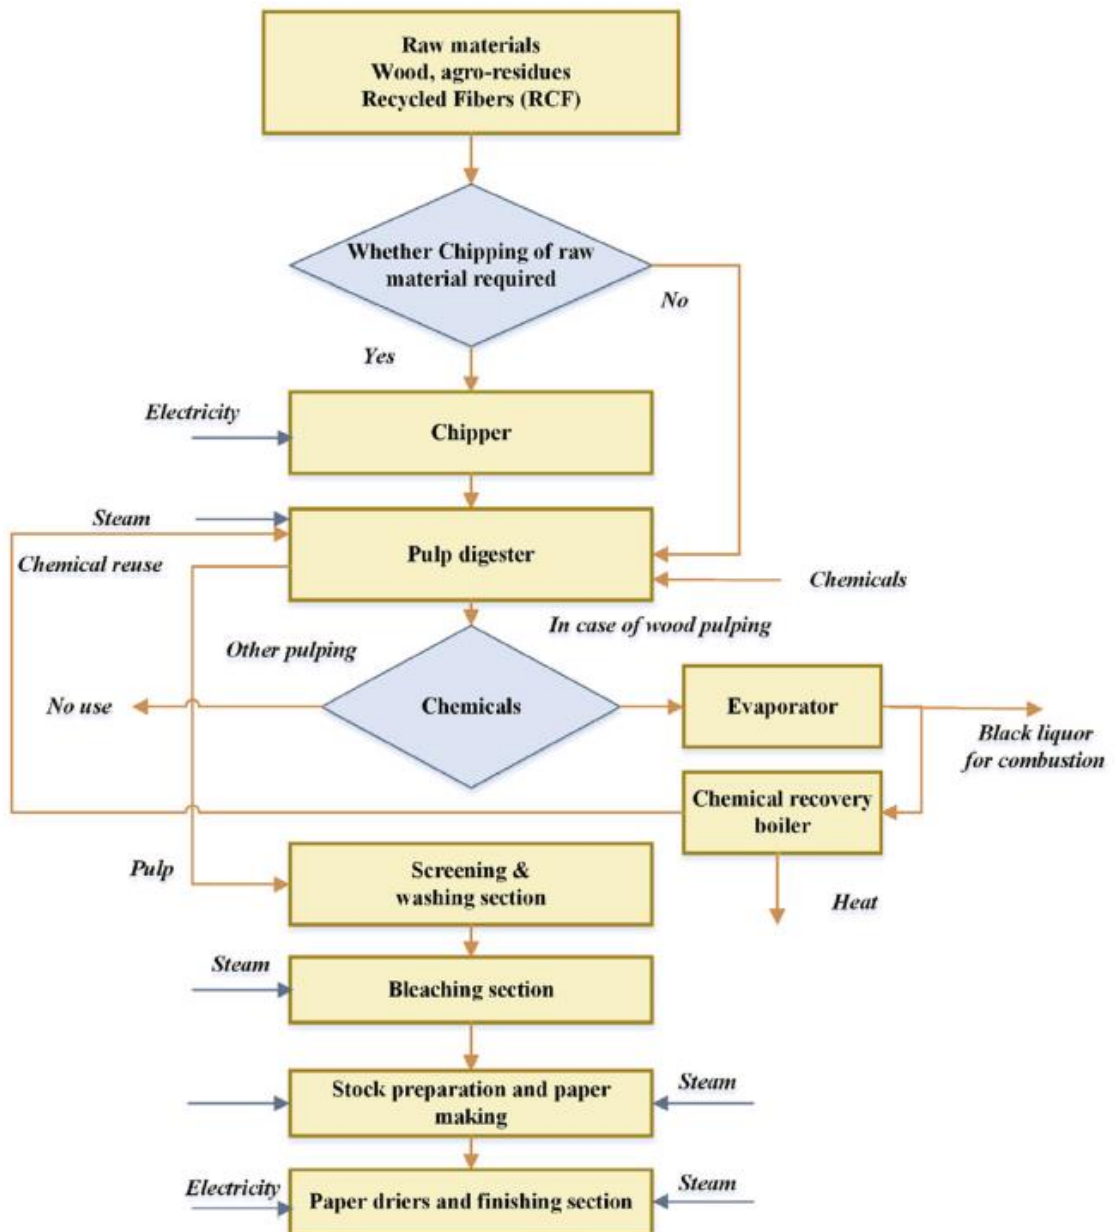 Raw materials
Wood, agro-residues
Recycled Fibers (RCF)
Whether Chipping of raw
material required
No
Yes
Electricity
Chipper
Steam
Pulp digester
Chemical reuse
Chemicals
In case of wood pulping
Other pulping
No use
Chemicals
Evaporator
Black liquor
for combustion
Chemical recovery
boiler
Pulp
Screening &
washing section
Heat
Steam
Bleaching section
Stock preparation and paper
making
Steam
Electricity
Paper driers and finishing section
Steam